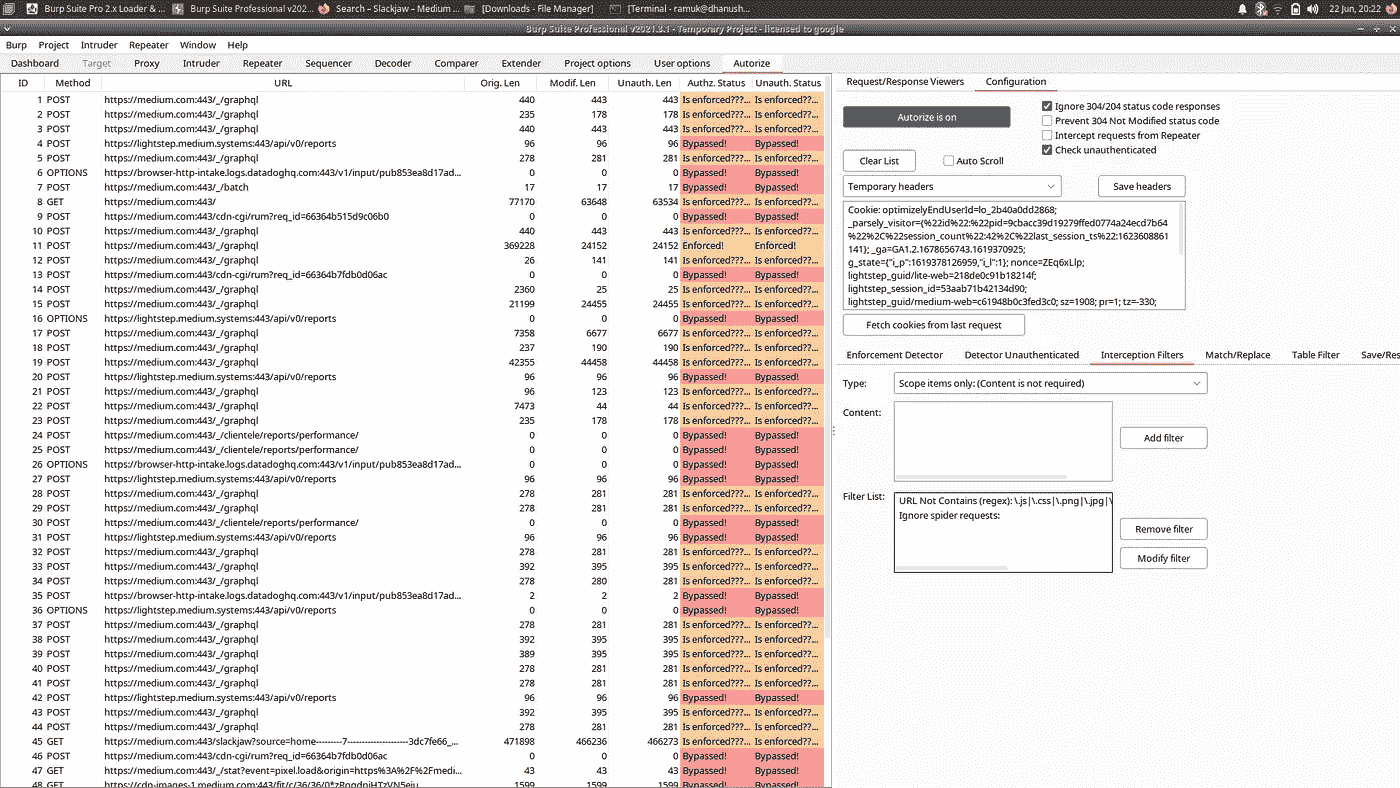 Burp Suite Pro 2.x Loader &... Burp Suite Professional v202... Search – Slackjaw – Medium ... [Downloads - File Manager] [Terminal - ramuk@dhanush... 22 Jun, 20:22
Burp Suite Professional v2021.3.1 - Temporary Project - licensed to google
Burp Project Intruder Repeater Window Help
Dashboard Target Proxy Intruder Repeater Sequencer Decoder Comparer Extender Project options User options Autorize
ID Method URL Orig. Len Modif. Len Unauth. Len Authz. Status Unauth. Status
1 POST https://medium.com:443/_/graphql 440 443 443 Is enforced???... Is enforced??...
2 POST https://medium.com:443/_/graphql 235 178 178 Is enforced???... Is enforced??...
3 POST https://medium.com:443/_/graphql 440 443 443 Is enforced???... Is enforced??...
4 POST https://lightstep.medium.systems:443/api/v0/reports 96 96 96 Bypassed! Bypassed!
5 POST https://medium.com:443/_/graphql 278 281 281 Is enforced???... Is enforced??...
6 OPTIONS https://browser-http-intake.logs.datadoghq.com:443/v1/input/pub853ea8d17ad... 0 0 0 Bypassed! Bypassed!
7 POST https://medium.com:443/_/batch 17 17 17 Bypassed! Bypassed!
8 GET https://medium.com:443/ 77170 63648 63534 Is enforced???... Is enforced??...
9 POST https://medium.com:443/cdn-cgi/rum?req_id=66364b515d9c06b0 0 0 0 Bypassed! Bypassed!
10 POST https://medium.com:443/_/graphql 440 443 443 Is enforced???... Is enforced??...
11 POST https://medium.com:443/_/graphql 369228 24152 24152 Enforced! Enforced!
12 POST https://medium.com:443/_/graphql 26 141 141 Is enforced???... Is enforced??...
13 POST https://medium.com:443/cdn-cgi/rum?req_id=66364b7fdb0d06ac 0 0 0 Bypassed! Bypassed!
14 POST https://medium.com:443/_/graphql 2360 25 25 Is enforced???... Is enforced??...
15 POST https://medium.com:443/_/graphql 21199 24455 24455 Is enforced???... Is enforced??...
16 OPTIONS https://lightstep.medium.systems:443/api/v0/reports 0 0 0 Bypassed! Bypassed!
17 POST https://medium.com:443/_/graphql 7358 6677 6677 Is enforced???... Is enforced??...
18 POST https://medium.com:443/_/graphql 237 190 190 Is enforced???... Is enforced??...
19 POST https://medium.com:443/_/graphql 42355 44458 44458 Is enforced???... Is enforced??...
20 POST https://lightstep.medium.systems:443/api/v0/reports 96 96 96 Bypassed! Bypassed!
21 POST https://medium.com:443/_/graphql 96 123 123 Is enforced???... Is enforced??...
22 POST https://medium.com:443/_/graphql 7473 44 44 Is enforced???... Is enforced??...
23 POST https://medium.com:443/_/graphql 235 178 178 Is enforced???... Is enforced??...
24 POST https://medium.com:443/_/clientele/reports/performance/ 0 0 0 Bypassed! Bypassed!
25 POST https://medium.com:443/_/clientele/reports/performance/ 0 0 0 Bypassed! Bypassed!
26 OPTIONS https://browser-http-intake.logs.datadoghq.com:443/v1/input/pub853ea8d17ad... 0 0 0 Bypassed! Bypassed!
27 POST https://lightstep.medium.systems:443/api/v0/reports 96 96 96 Bypassed! Bypassed!
28 POST https://medium.com:443/_/graphql 278 281 281 Is enforced???... Is enforced??...
29 POST https://medium.com:443/_/graphql 278 281 281 Is enforced???... Is enforced??...
30 POST https://medium.com:443/_/clientele/reports/performance/ 0 0 0 Bypassed! Bypassed!
31 POST https://lightstep.medium.systems:443/api/v0/reports 96 96 96 Bypassed! Bypassed!
32 POST https://medium.com:443/_/graphql 278 281 281 Is enforced???... Is enforced??...
33 POST https://medium.com:443/_/graphql 392 395 395 Is enforced???... Is enforced??...
34 POST https://medium.com:443/_/graphql 278 280 281 Is enforced???... Is enforced??...
35 POST https://browser-http-intake.logs.datadoghq.com:443/v1/input/pub853ea8d17ad... 2 2 2 Bypassed! Bypassed!
36 OPTIONS https://lightstep.medium.systems:443/api/v0/reports 0 0 0 Bypassed! Bypassed!
37 POST https://medium.com:443/_/graphql 278 281 281 Is enforced???... Is enforced??...
38 POST https://medium.com:443/_/graphql 392 395 395 Is enforced???... Is enforced??...
39 POST https://medium.com:443/_/graphql 389 395 395 Is enforced???... Is enforced??...
40 POST https://medium.com:443/_/graphql 278 281 281 Is enforced???... Is enforced??...
41 POST https://medium.com:443/_/graphql 278 281 281 Is enforced???... Is enforced??...
42 POST https://lightstep.medium.systems:443/api/v0/reports 96 96 96 Bypassed! Bypassed!
43 POST https://medium.com:443/_/graphql 392 395 395 Is enforced???... Is enforced??...
44 POST https://medium.com:443/_/graphql 278 281 281 Is enforced???... Is enforced??...
45 GET https://medium.com:443/slackjaw?source=home---------7---------------------3dc7fe66_... 471898 466236 466273 Is enforced???... Is enforced??...
46 POST https://medium.com:443/cdn-cgi/rum?req_id=66364b7fdb0d06ac 0 0 0 Bypassed! Bypassed!
47 GET https://medium.com:443/_/stat?event=pixel.load&origin=https%3A%2F%2Fmedi... 43 43 43 Bypassed! Bypassed!
48 GET 1599 1599 1599 Bypassed! Bypassed!
Request/Response Viewers Configuration
Autorize is on
Ignore 304/204 status code responses
Prevent 304 Not Modified status code
Intercept requests from Repeater
Check unauthenticated
Clear List Auto Scroll
Temporary headers Save headers
Cookie: optimizelyEndUserId=lo_2b40a0dd2868;
_parsely_visitor={%22id%22:%22pid=9cbacc39d19279ffed0774a24ecd7b64
%22%2C%22session_count%22:42%2C%22last_session_ts%22:1623608861
141}; _ga=GA1.2.1678656743.1619370925;
g_state={"i_p":1619378126959,"i_l":1}; nonce=ZEq6xLlp;
lightstep_guid/lite-web=218de0c91b18214f;
lightstep_session_id=53aab71b42134d90;
lightstep_guid/medium-web=c61948b0c3fed3c0; sz=1908; pr=1; tz=-330;
Fetch cookies from last request
Enforcement Detector Detector Unauthenticated Interception Filters Match/Replace Table Filter Save/Res
Type: Scope items only: (Content is not required)
Content:
Add filter
Filter List: URL Not Contains (regex): \.js|\.css|\.png|\.jpg|\
Ignore spider requests:
Remove filter
Modify filter